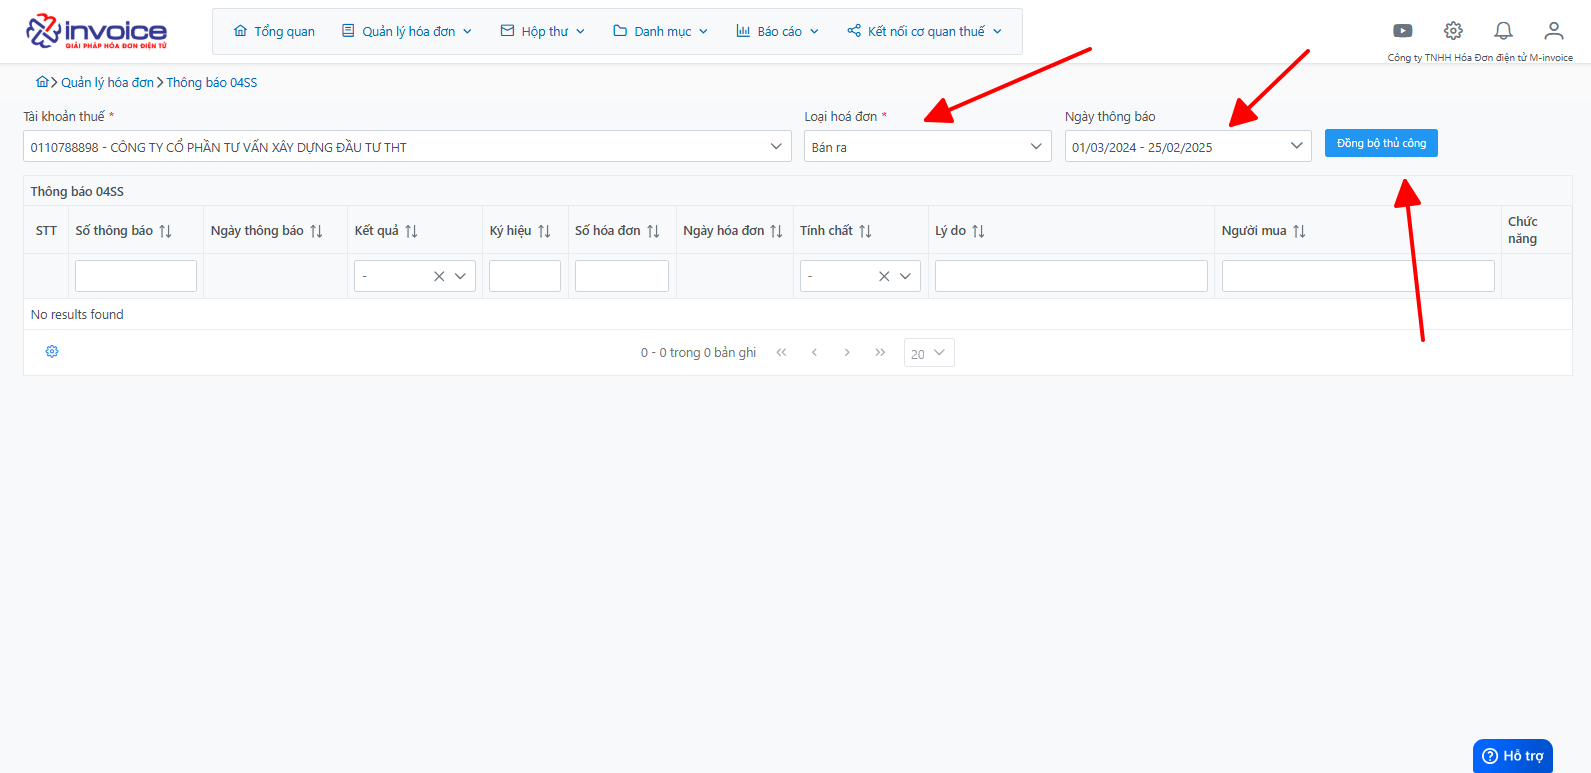 invoice
GIẢI PHÁP HÓA ĐƠN ĐIỆN TỬ
Tổng quan
Quản lý hóa đơn
Hộp thư
Danh mục
Báo cáo
Kết nối cơ quan thuế
Công ty TNHH Hóa Đơn điện tử M-invoice
Quản lý hóa đơn
Thông báo 04SS
Tài khoản thuế *
Loại hoá đơn *
Ngày thông báo
0110788898 - CÔNG TY CỔ PHẦN TƯ VẤN XÂY DỰNG ĐẦU TƯ THT
Bán ra
01/03/2024 - 25/02/2025
Đồng bộ thủ công
Thông báo 04SS
STT
Số thông báo
Ngày thông báo
Kết quả
Ký hiệu
Số hóa đơn
Ngày hóa đơn
Tính chất
Lý do
Người mua
Chức
năng
-
-
No results found
0 - 0 trong 0 bản ghi
20
Hỗ trợ